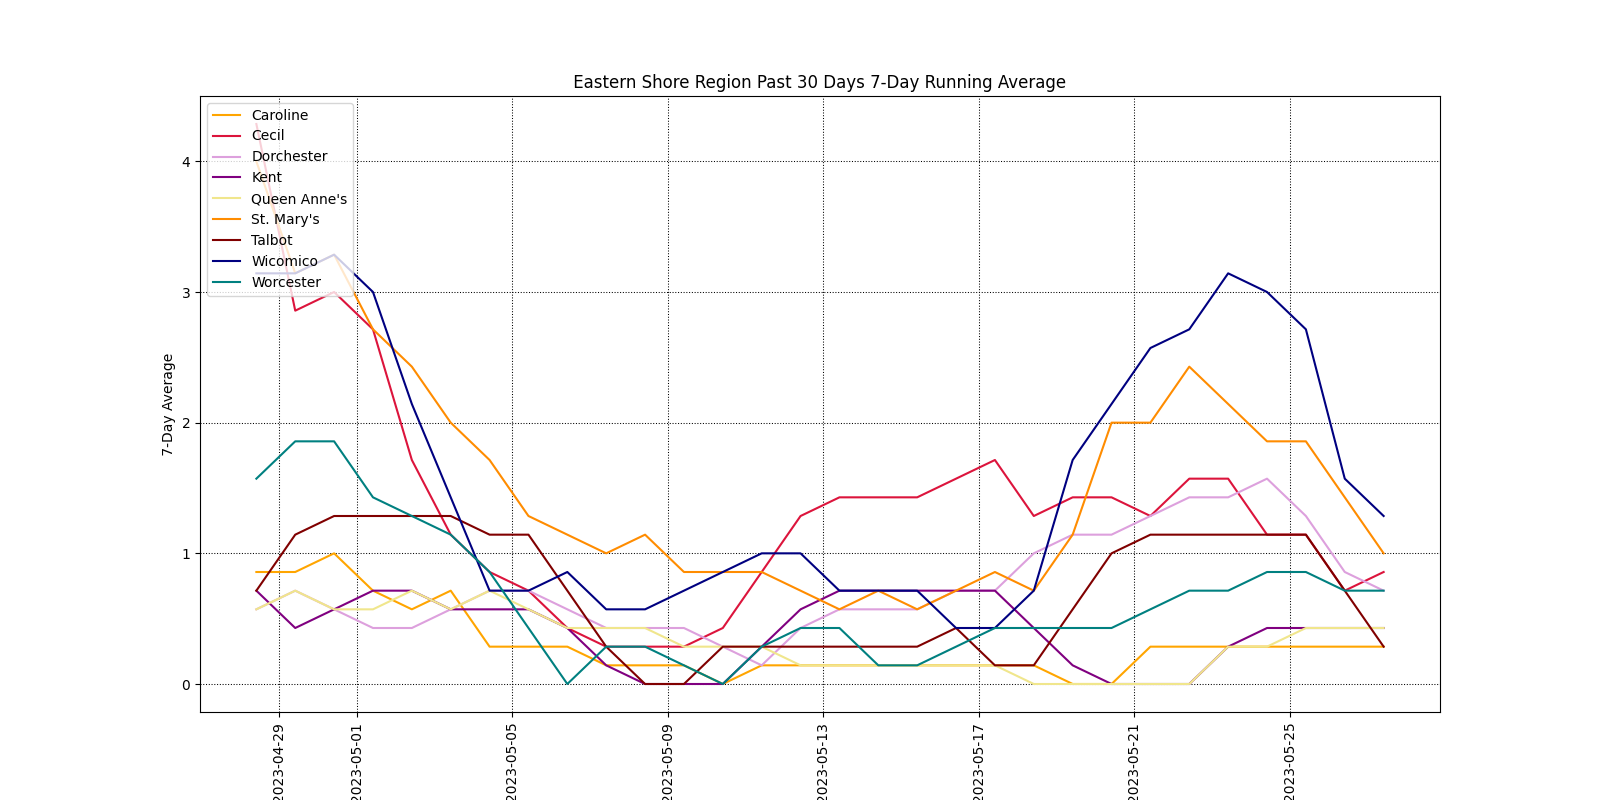 Eastern Shore Region Past 30 Days 7-Day Running Average
Caroline
Cecil
Dorchester
Kent
Queen Anne's
St. Mary's
Talbot
Wicomico
Worcester
7-Day Average
4
3
2
1
0
2023-04-29
2023-05-01
2023-05-05
2023-05-09
2023-05-13
2023-05-17
2023-05-21
2023-05-25